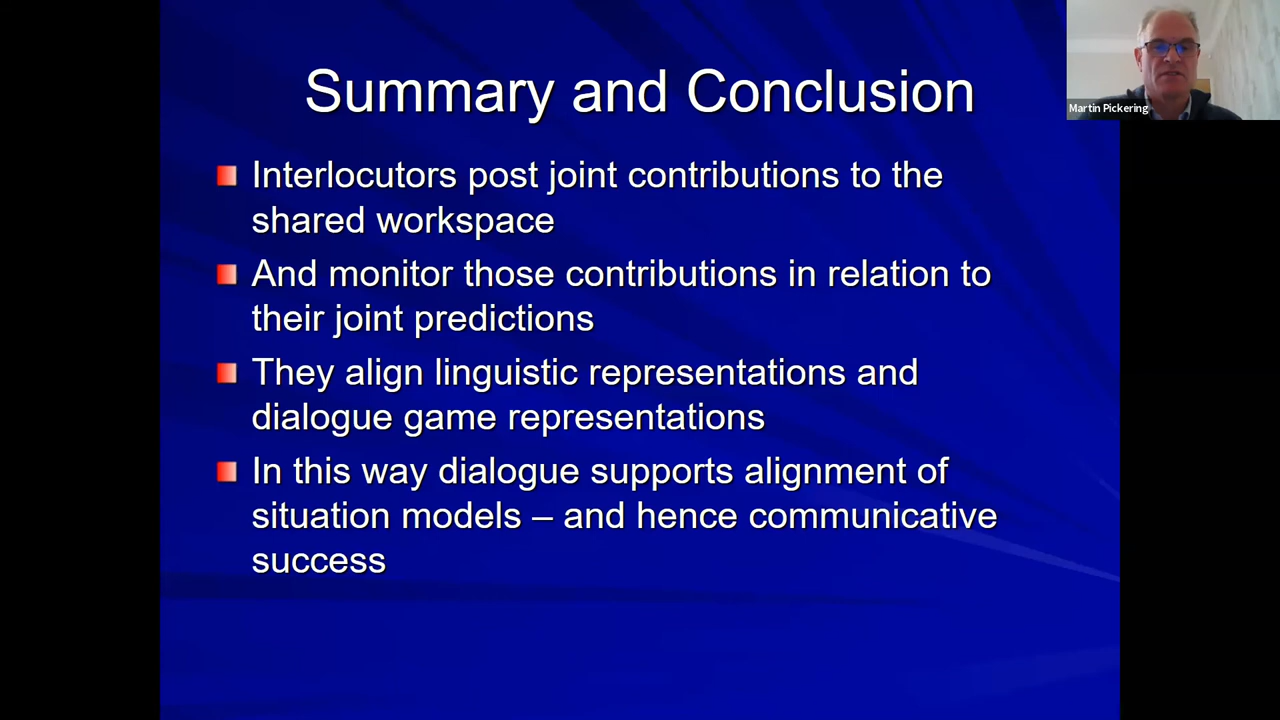 Summary and Conclusion
Martin Pickering
Interlocutors post joint contributions to the
shared workspace
And monitor those contributions in relation to
their joint predictions
They align linguistic representations and
dialogue game representations
In this way dialogue supports alignment of
situation models – and hence communicative
success